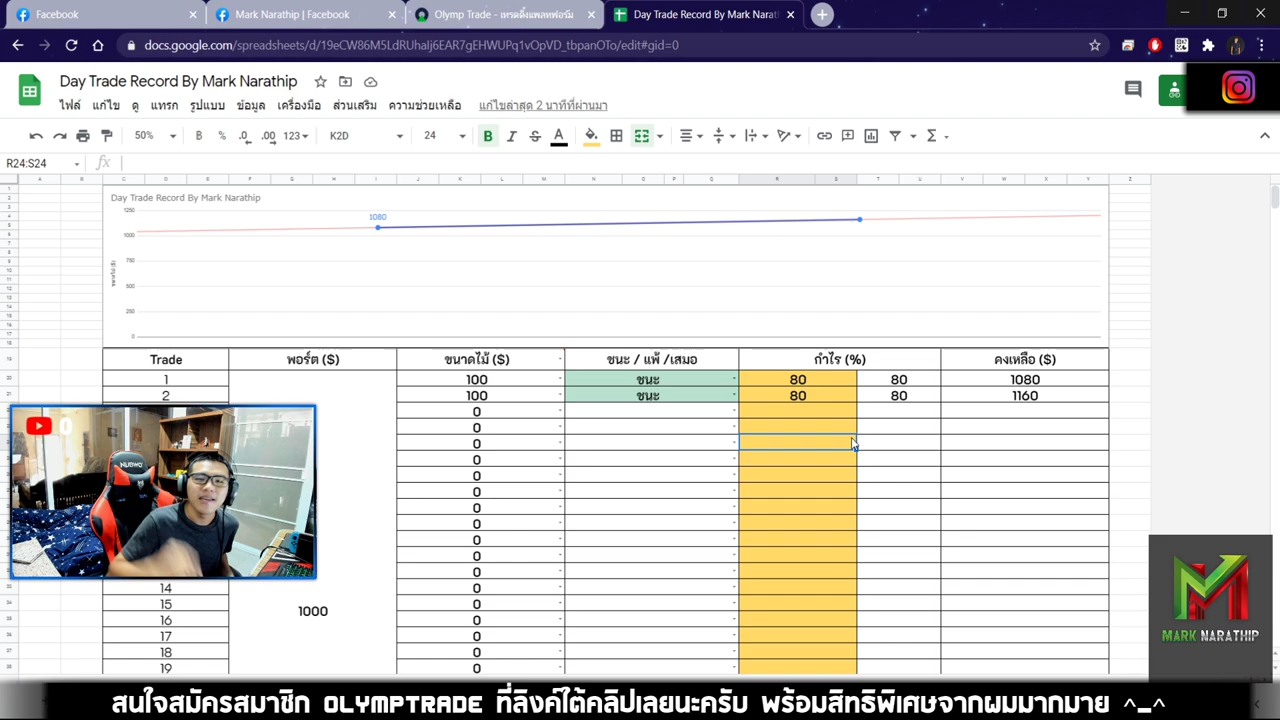 Facebook
Mark Narathip | Facebook
Olymp Trade - เทรดดิ้งแพลทฟอร์ม
Day Trade Record By Mark Narat
docs.google.com/spreadsheets/d/19eCW86M5LdRUhaIj6EAR7gEHWUPq1vOpVD_tbpanOTo/edit#gid=0
Day Trade Record By Mark Narathip
ไฟล์ แก้ไข ดู แทรก รูปแบบ ข้อมูล เครื่องมือ ส่วนเสริม ความช่วยเหลือ แก้ไขล่าสุด 2 นาทีที่ผ่านมา
50% ฿ % .0 .00 123 K2D 24 B I S A Σ
R24:S24 fx
A B C D E F G H I J K L M N O P Q R S T U V W X Y Z
Day Trade Record By Mark Narathip
1250
1080
1000
750
500
250
0
Trade พอร์ต ($) ขนาดไม้ ($) ชนะ / แพ้ /เสมอ กำไร (%) คงเหลือ ($)
1 100 ชนะ 80 80 1080
2 100 ชนะ 80 80 1160
0
0
0
0
0
0
0
0
0
0
0
14 0
15 1000 0
16 0
17 0
18 0
19 0
0
NUBWO
MARK NARATHIP
สนใจสมัครสมาชิก OLYMPTRADE ที่ลิงค์ใต้คลิปเลยนะครับ พร้อมสิทธิพิเศษจากผมมากมาย ^_^